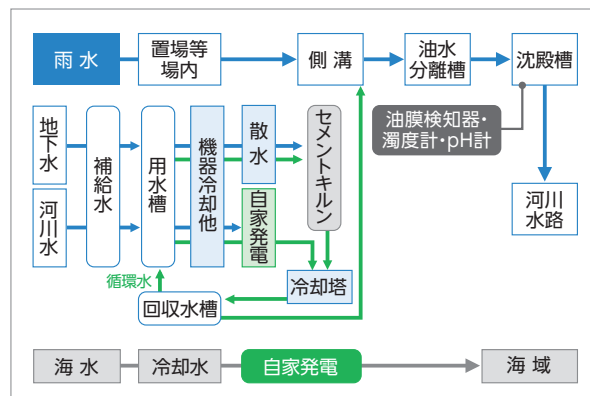 雨水
置場等
場内
側溝
油水
分離槽
沈殿槽
油膜検知器・
濁度計・pH計
河川
水路
地下水
河川水
補給水
用水槽
機器冷却他
散水
自家発電
セメントキルン
冷却塔
循環水
回収水槽
海水
冷却水
自家発電
海域